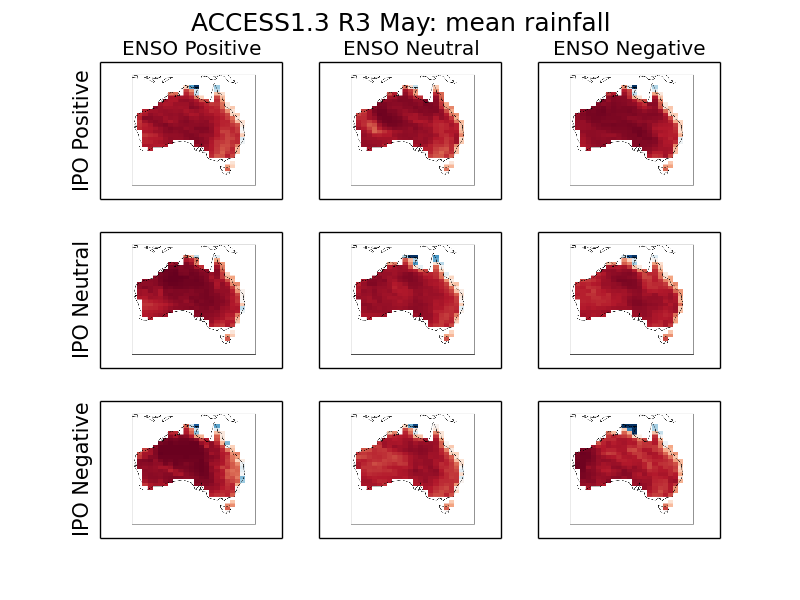 ACCESS1.3 R3 May: mean rainfall
ENSO Positive
ENSO Neutral
ENSO Negative
IPO Positive
IPO Neutral
IPO Negative